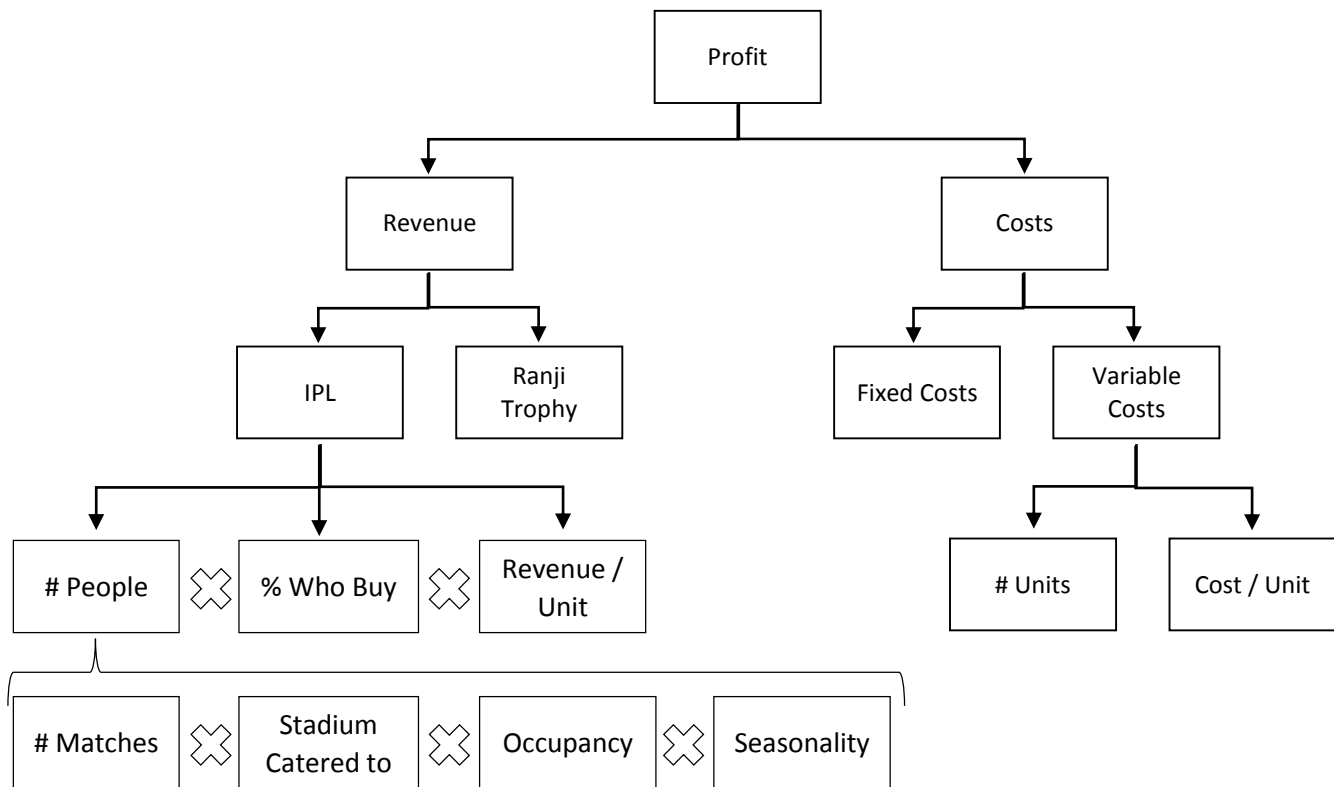 Profit
Revenue
Costs
IPL
Ranji
Trophy
Fixed Costs
Variable
Costs
# People
% Who Buy
Revenue /
Unit
# Units
Cost / Unit
# Matches
Stadium
Catered to
Occupancy
Seasonality